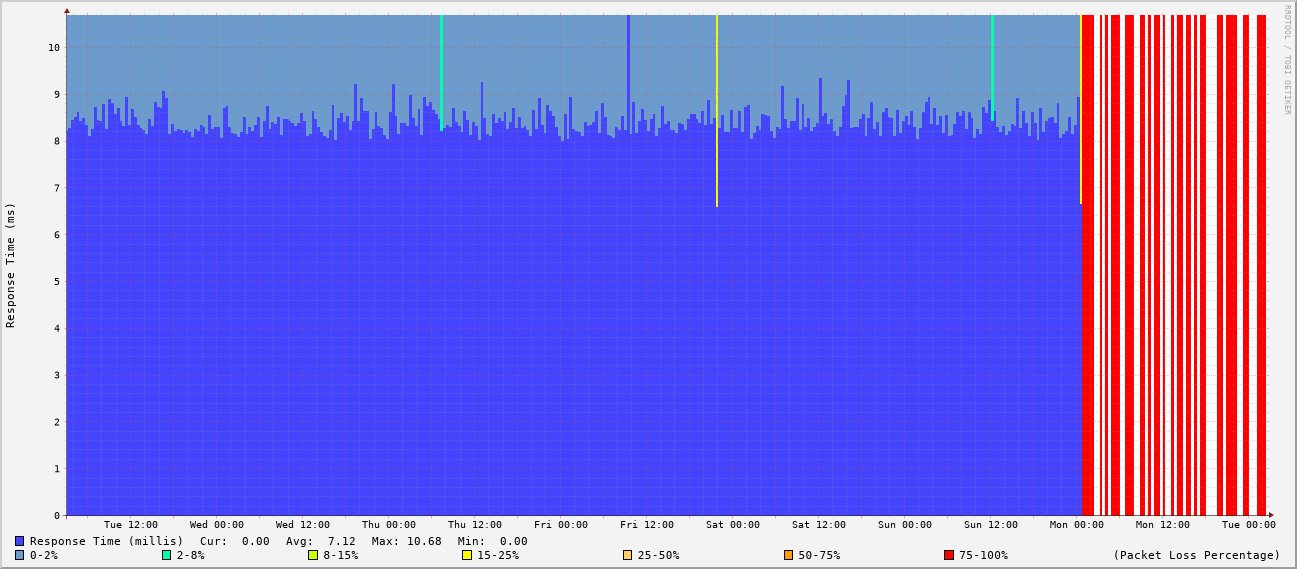 RRDTOOL / TOBI OETIKER
Response Time (ms)
10
9
8
7
6
5
4
3
2
1
0
Tue 12:00 Wed 00:00 Wed 12:00 Thu 00:00 Thu 12:00 Fri 00:00 Fri 12:00 Sat 00:00 Sat 12:00 Sun 00:00 Sun 12:00 Mon 00:00 Mon 12:00 Tue 00:00
Response Time (millis) Cur: 0.00 Avg: 7.12 Max: 10.68 Min: 0.00
0-2% 2-8% 8-15% 15-25% 25-50% 50-75% 75-100% (Packet Loss Percentage)